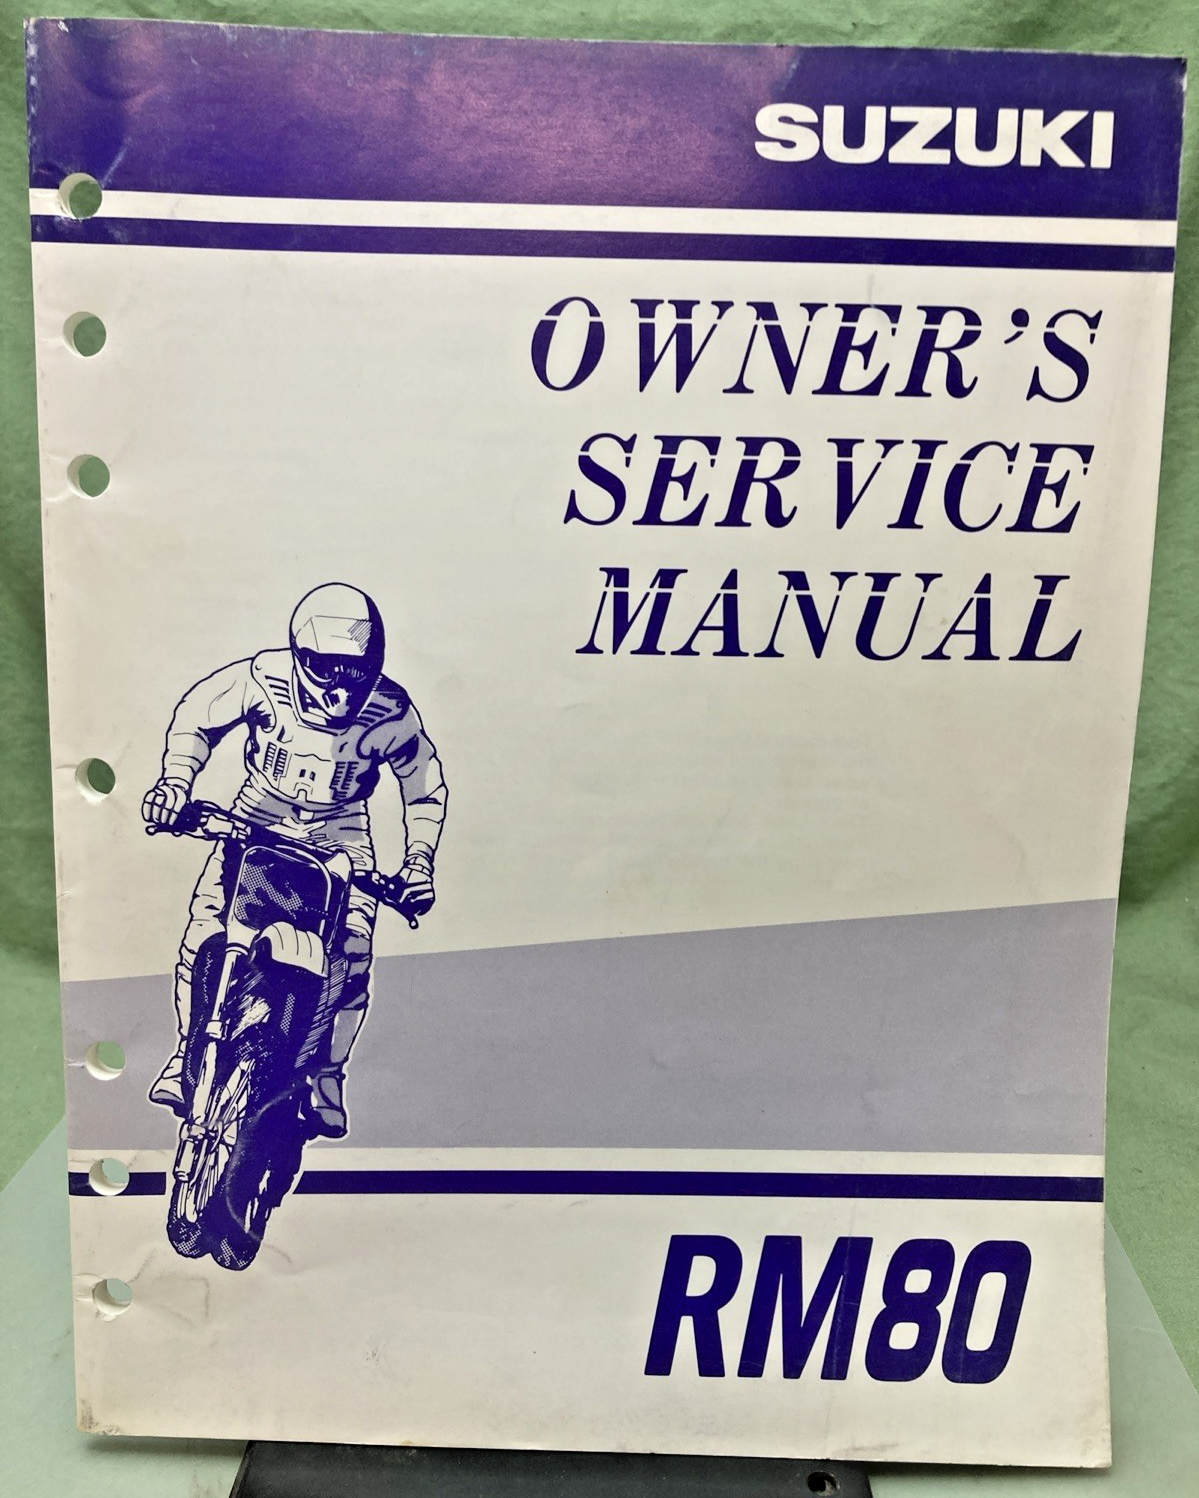 SUZUKI
OWNER'S
SERVICE
MANUAL
RM80